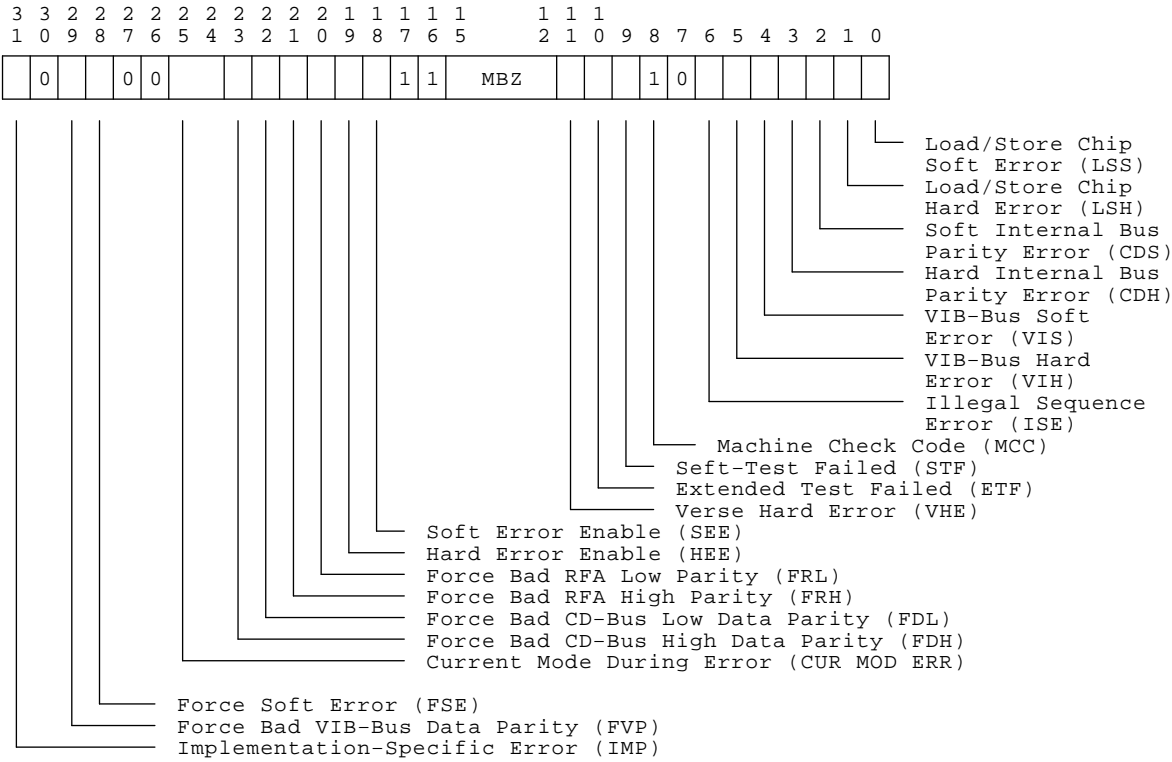 3 3 2 2 2 2 2 2 2 2 2 2 1 1 1 1 1 1 1 1
1 0 9 8 7 6 5 4 3 2 1 0 9 8 7 6 5 2 1 0 9 8 7 6 5 4 3 2 1 0
0 0 0 1 1 MBZ 1 0
Load/Store Chip
Soft Error (LSS)
Load/Store Chip
Hard Error (LSH)
Soft Internal Bus
Parity Error (CDS)
Hard Internal Bus
Parity Error (CDH)
VIB-Bus Soft
Error (VIS)
VIB-Bus Hard
Error (VIH)
Illegal Sequence
Error (ISE)
Machine Check Code (MCC)
Seft-Test Failed (STF)
Extended Test Failed (ETF)
Verse Hard Error (VHE)
Soft Error Enable (SEE)
Hard Error Enable (HEE)
Force Bad RFA Low Parity (FRL)
Force Bad RFA High Parity (FRH)
Force Bad CD-Bus Low Data Parity (FDL)
Force Bad CD-Bus High Data Parity (FDH)
Current Mode During Error (CUR MOD ERR)
Force Soft Error (FSE)
Force Bad VIB-Bus Data Parity (FVP)
Implementation-Specific Error (IMP)